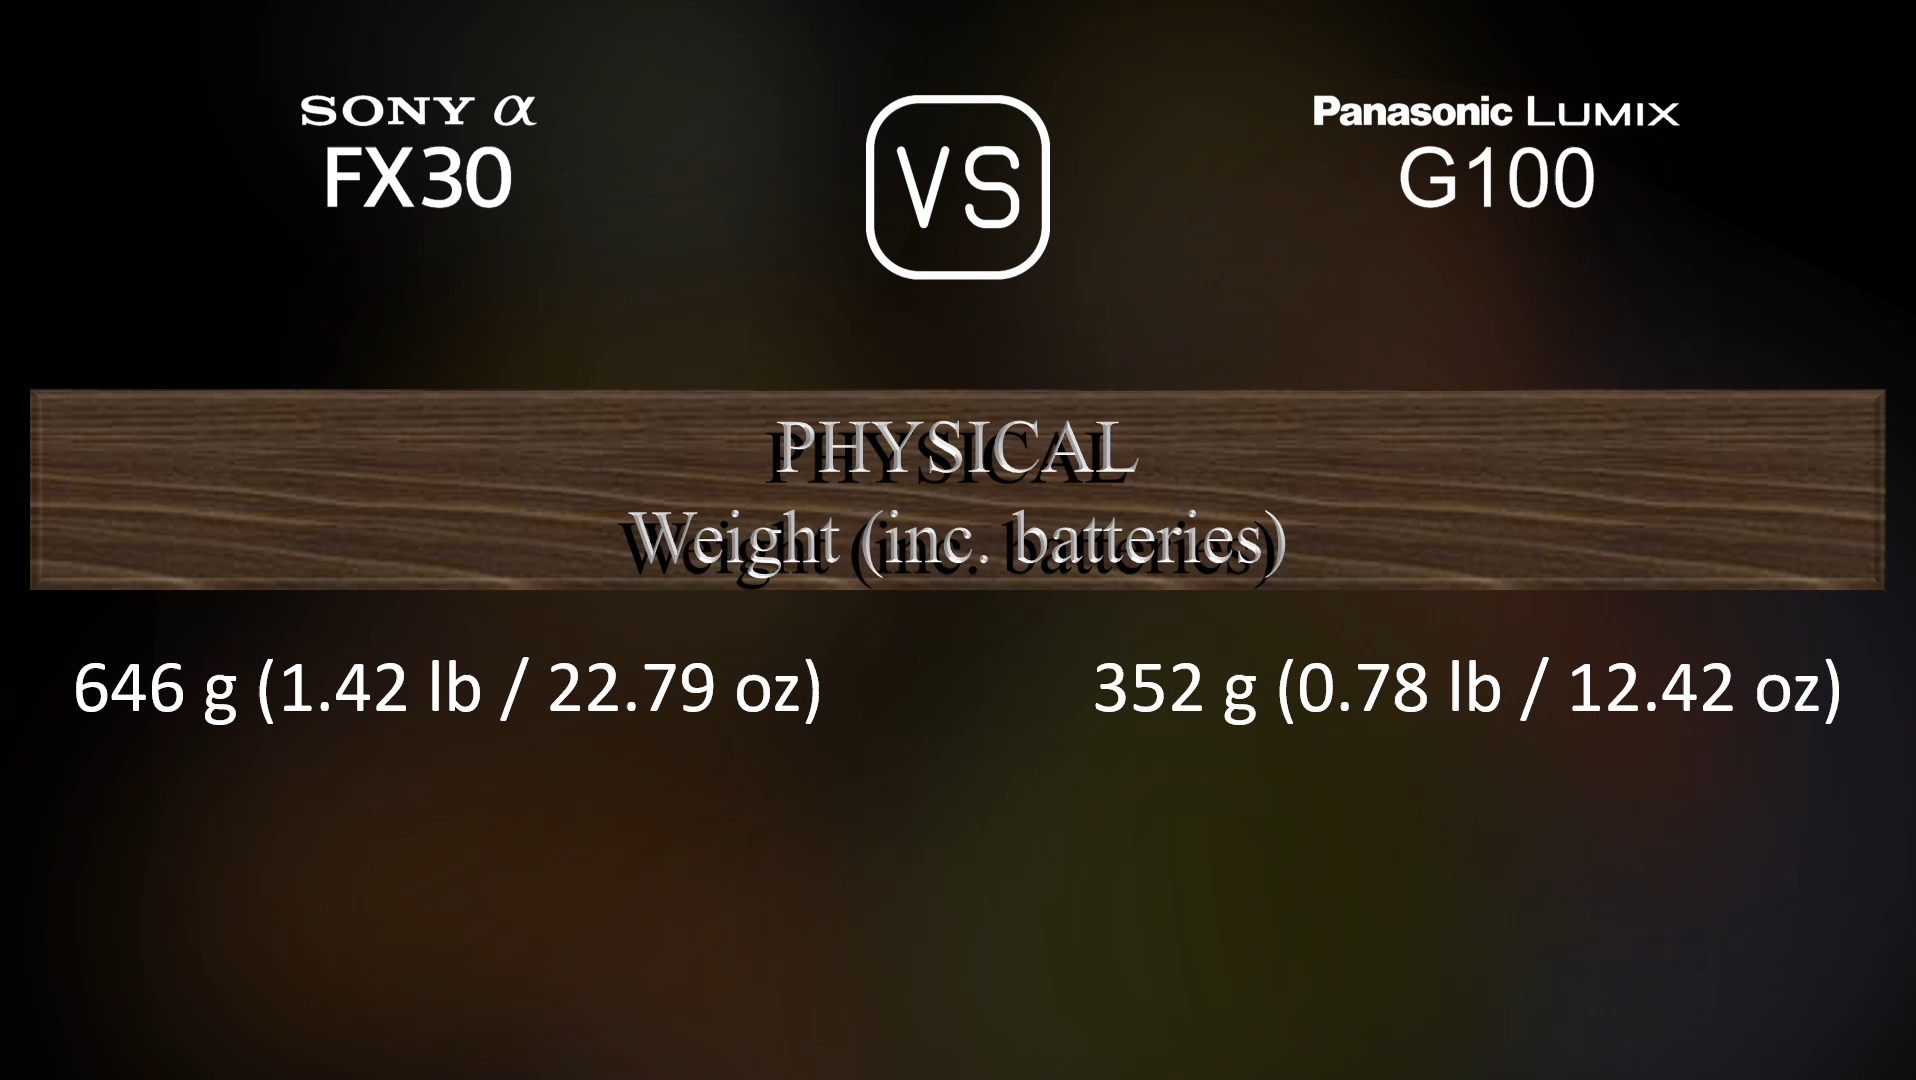 SONY α
FX30
VS
Panasonic LUMIX
G100
PHYSICAL
Weight (inc. batteries)
646 g (1.42 lb / 22.79 oz)
352 g (0.78 lb / 12.42 oz)